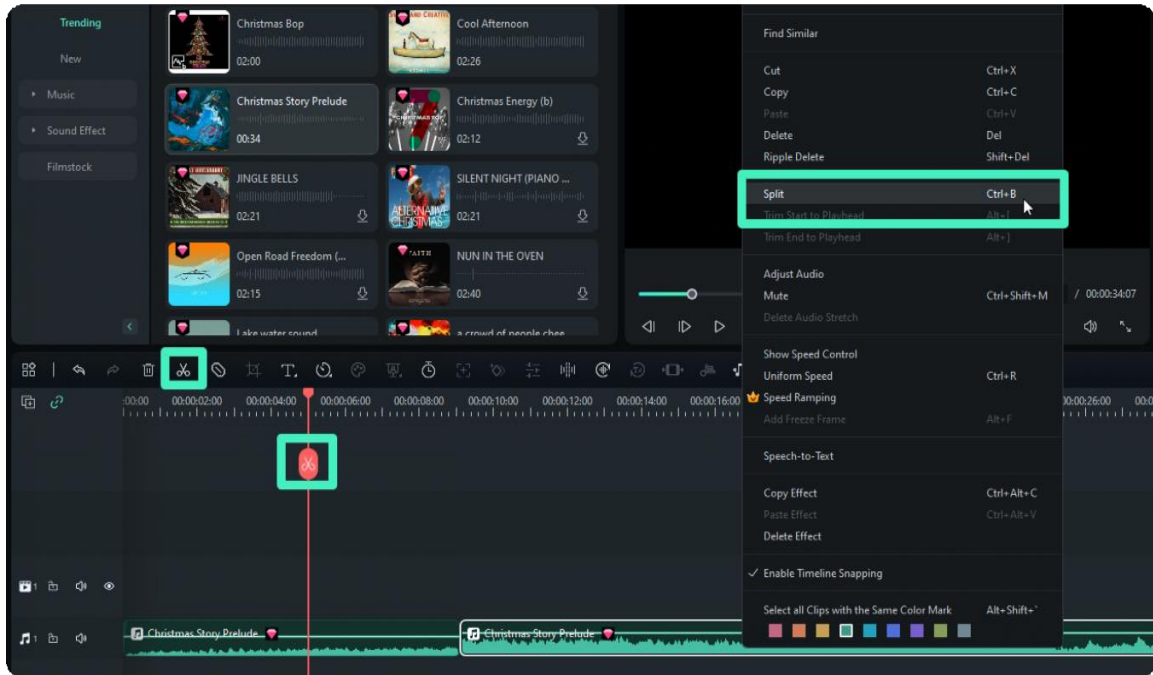 Trending
New
Music
Sound Effect
Filmstock
Christmas Bop
02:00
Cool Afternoon
02:26
Christmas Story Prelude
00:34
Christmas Energy (b)
02:12
JINGLE BELLS
02:21
SILENT NIGHT (PIANO ...
02:21
ALTERNATIVE
CHRISTMAS
Open Road Freedom (...
02:15
NUN IN THE OVEN
02:40
FAITH
Lake water sound
a crowd of people chee
Find Similar
Cut Ctrl+X
Copy Ctrl+C
Paste Ctrl+V
Delete Del
Ripple Delete Shift+Del
Split Ctrl+B
Trim Start to Playhead Alt+[
Trim End to Playhead Alt+]
Adjust Audio
Mute Ctrl+Shift+M
Delete Audio Stretch
Show Speed Control
Uniform Speed Ctrl+R
Speed Ramping
Add Freeze Frame Alt+F
Speech-to-Text
Copy Effect Ctrl+Alt+C
Paste Effect Ctrl+Alt+V
Delete Effect
Enable Timeline Snapping
Select all Clips with the Same Color Mark Alt+Shift+`
/ 00:00:34:07
:00:00 00:00:02:00 00:00:04:00 00:00:06:00 00:00:08:00 00:00:10:00 00:00:12:00 00:00:14:00 00:00:16:00 00:00:26:00 00:0
1
1
Christmas Story Prelude
Christmas Story Prelude